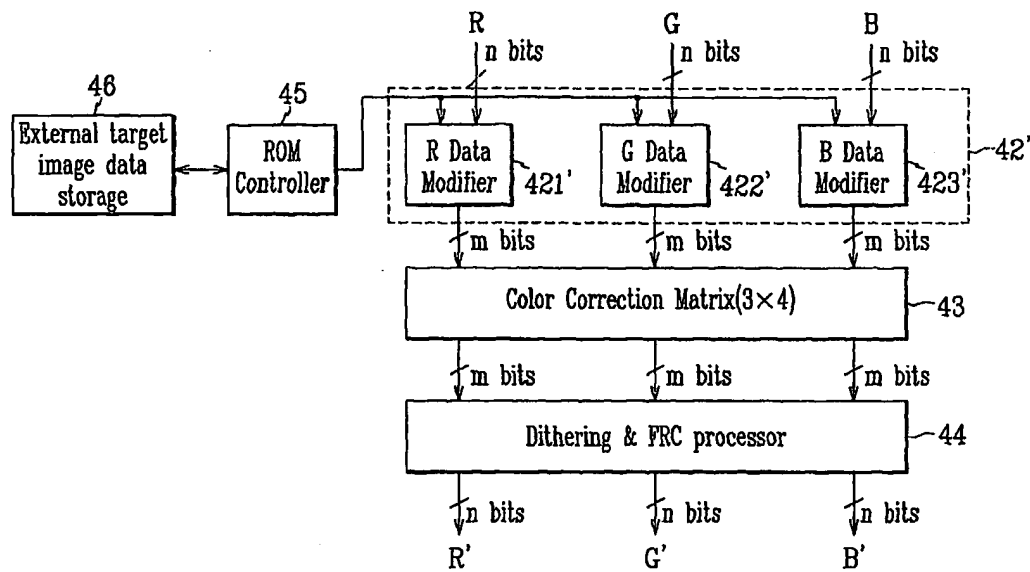 R G B
n bits n bits n bits
46 45
External target
image data
storage
ROM
Controller
R Data
Modifier
421'
G Data
Modifier
422'
B Data
Modifier
423'
42'
m bits m bits m bits
Color Correction Matrix(3×4)
43
m bits m bits m bits
Dithering & FRC processor
44
n bits n bits n bits
R' G' B'